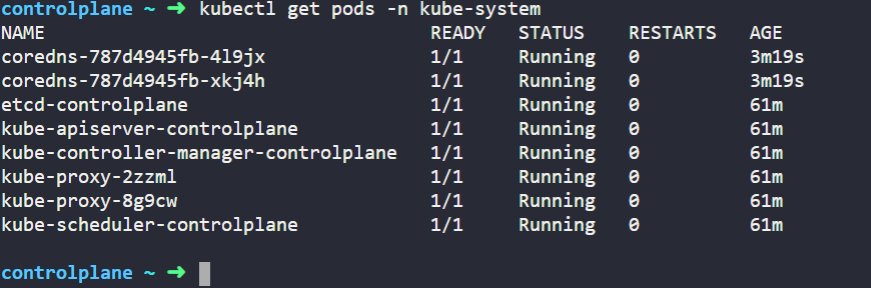 controlplane ~ ➜ kubectl get pods -n kube-system
NAME READY STATUS RESTARTS AGE
coredns-787d4945fb-4l9jx 1/1 Running 0 3m19s
coredns-787d4945fb-xkj4h 1/1 Running 0 3m19s
etcd-controlplane 1/1 Running 0 61m
kube-apiserver-controlplane 1/1 Running 0 61m
kube-controller-manager-controlplane 1/1 Running 0 61m
kube-proxy-2zzml 1/1 Running 0 61m
kube-proxy-8g9cw 1/1 Running 0 61m
kube-scheduler-controlplane 1/1 Running 0 61m
controlplane ~ ➜